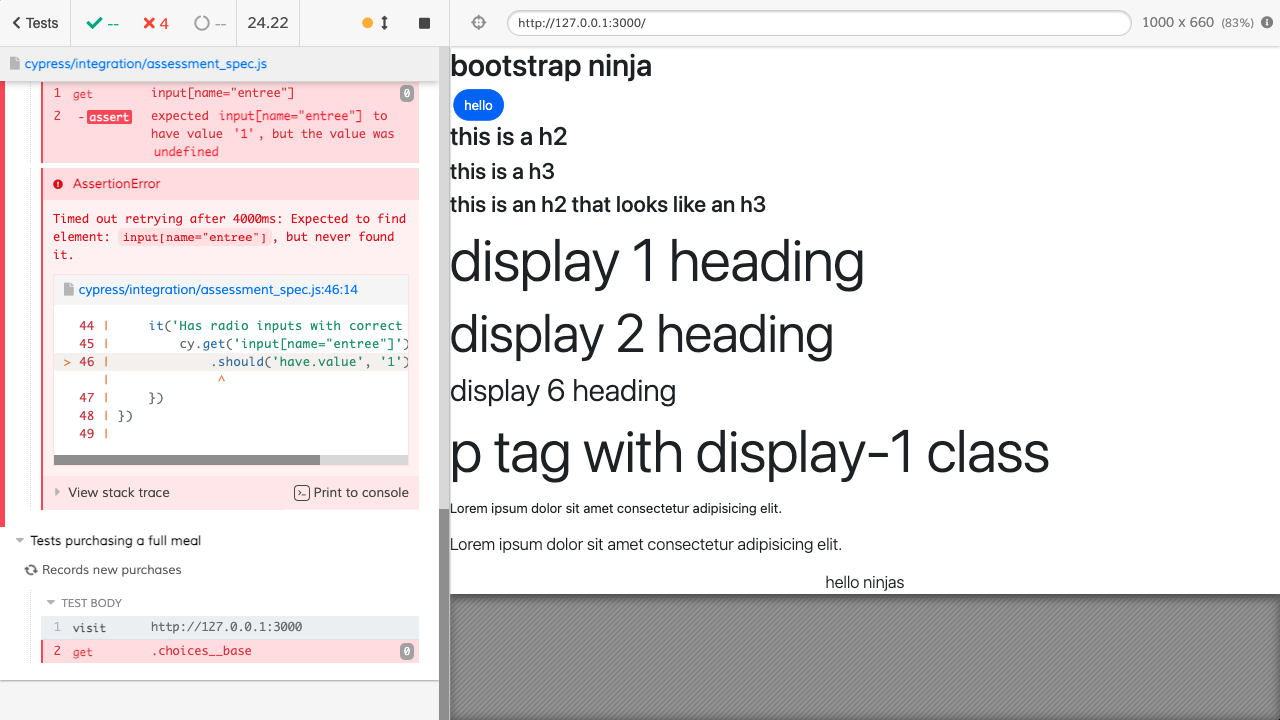 Tests -- 4 -- 24.22
http://127.0.0.1:3000/ 1000 x 660 (83%)
cypress/integration/assessment_spec.js
1 get input[name="entree"] 0
2 -assert expected input[name="entree"] to
have value '1', but the value was
undefined
AssertionError
Timed out retrying after 4000ms: Expected to find
element: input[name="entree"], but never found
it.
cypress/integration/assessment_spec.js:46:14
44 | it('Has radio inputs with correct
45 | cy.get('input[name="entree"]')
> 46 | .should('have.value', '1')
| ^
47 | })
48 | })
49 |
View stack trace Print to console
Tests purchasing a full meal
Records new purchases
TEST BODY
1 visit http://127.0.0.1:3000
2 get .choices__base 0
bootstrap ninja
hello
this is a h2
this is a h3
this is an h2 that looks like an h3
display 1 heading
display 2 heading
display 6 heading
p tag with display-1 class
Lorem ipsum dolor sit amet consectetur adipisicing elit.
Lorem ipsum dolor sit amet consectetur adipisicing elit.
hello ninjas